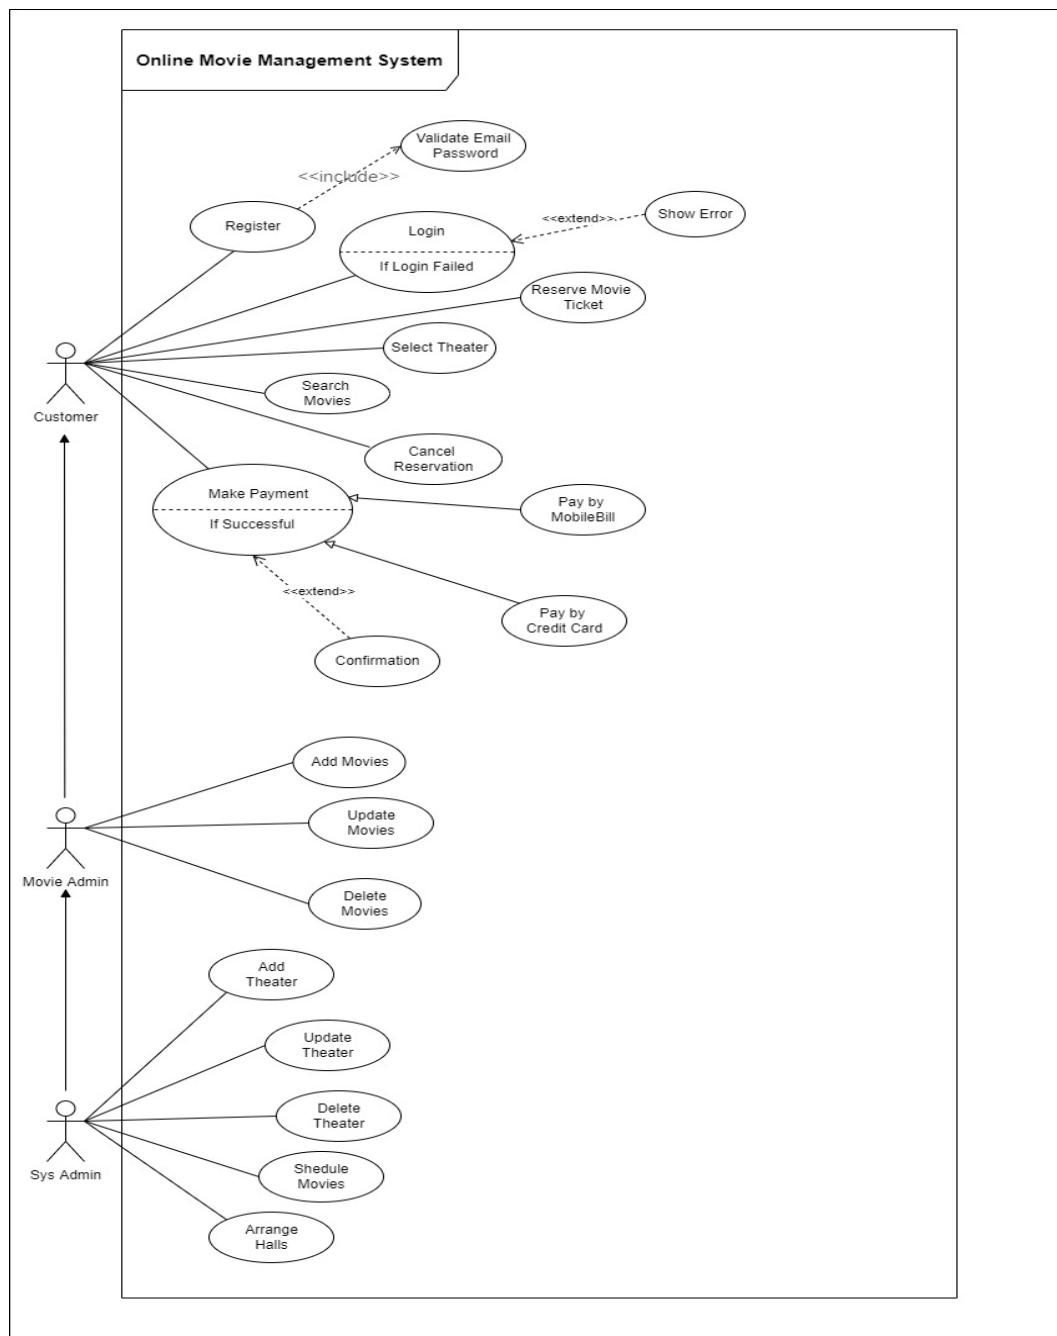 Online Movie Management System
Validate Email
Password
<<include>>
Register
Login
If Login Failed
<<extend>>
Show Error
Reserve Movie
Ticket
Select Theater
Search
Movies
Customer
Cancel
Reservation
Make Payment
If Successful
Pay by
MobileBill
<<extend>>
Pay by
Credit Card
Confirmation
Add Movies
Update
Movies
Movie Admin
Delete
Movies
Add
Theater
Update
Theater
Delete
Theater
Sys Admin
Shedule
Movies
Arrange
Halls